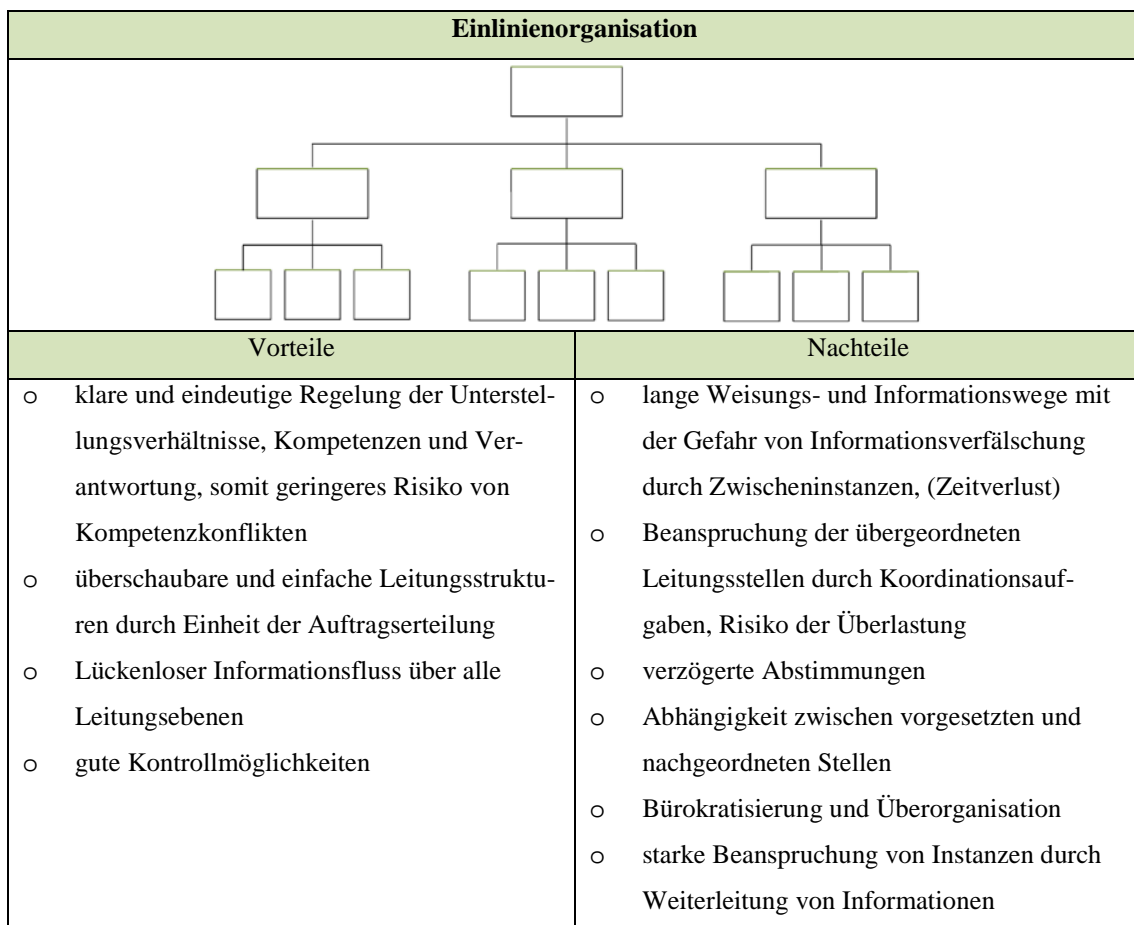 Einlinienorganisation
Vorteile
o klare und eindeutige Regelung der Unterstel-
lungsverhältnisse, Kompetenzen und Ver-
antwortung, somit geringeres Risiko von
Kompetenzkonflikten
o überschaubare und einfache Leitungsstruktu-
ren durch Einheit der Auftragserteilung
o Lückenloser Informationsfluss über alle
Leitungsebenen
o gute Kontrollmöglichkeiten
Nachteile
o lange Weisungs- und Informationswege mit
der Gefahr von Informationsverfälschung
durch Zwischeninstanzen, (Zeitverlust)
o Beanspruchung der übergeordneten
Leitungsstellen durch Koordinationsauf-
gaben, Risiko der Überlastung
o verzögerte Abstimmungen
o Abhängigkeit zwischen vorgesetzten und
nachgeordneten Stellen
o Bürokratisierung und Überorganisation
o starke Beanspruchung von Instanzen durch
Weiterleitung von Informationen